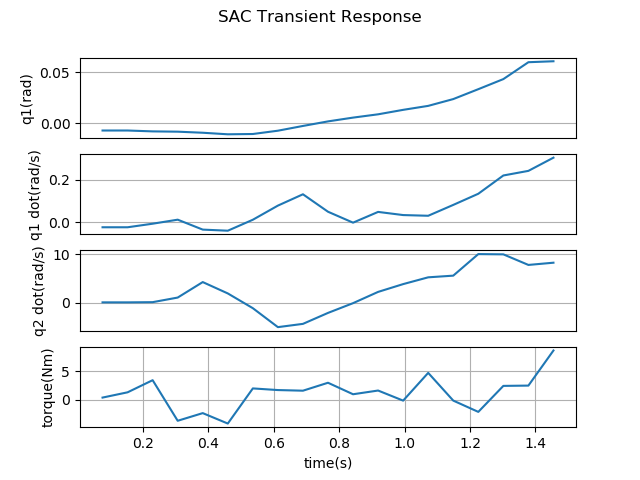 SAC Transient Response
q1(rad)
0.05
0.00
q1 dot(rad/s)
0.2
0.0
q2 dot(rad/s)
10
0
torque(Nm)
5
0
0.2 0.4 0.6 0.8 1.0 1.2 1.4
time(s)